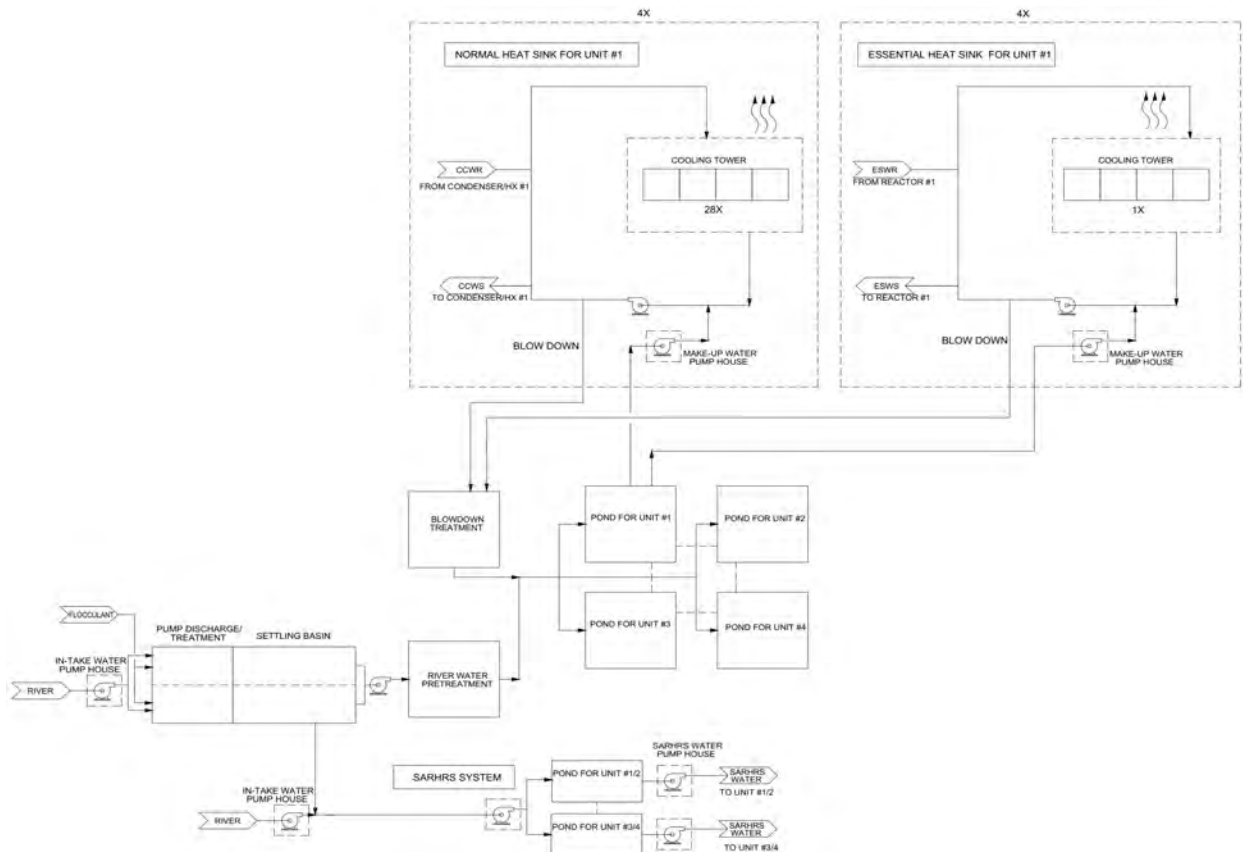 4X
4X
NORMAL HEAT SINK FOR UNIT #1
ESSENTIAL HEAT SINK FOR UNIT #1
COOLING TOWER
28X
COOLING TOWER
1X
CCWR
FROM CONDENSER/HX #1
ESWR
FROM REACTOR #1
CCWS
TO CONDENSER/HX #1
ESWS
TO REACTOR #1
BLOW DOWN
MAKE-UP WATER
PUMP HOUSE
BLOW DOWN
MAKE-UP WATER
PUMP HOUSE
BLOWDOWN
TREATMENT
POND FOR UNIT #1
POND FOR UNIT #2
POND FOR UNIT #3
POND FOR UNIT #4
FLOCCULANT
PUMP DISCHARGE/
TREATMENT
SETTLING BASIN
IN-TAKE WATER
PUMP HOUSE
RIVER
RIVER WATER
PRETREATMENT
SARHRS SYSTEM
IN-TAKE WATER
PUMP HOUSE
RIVER
POND FOR UNIT #1/2
POND FOR UNIT #3/4
SARHRS WATER
PUMP HOUSE
SARHRS
WATER
TO UNIT #1/2
SARHRS
WATER
TO UNIT #3/4